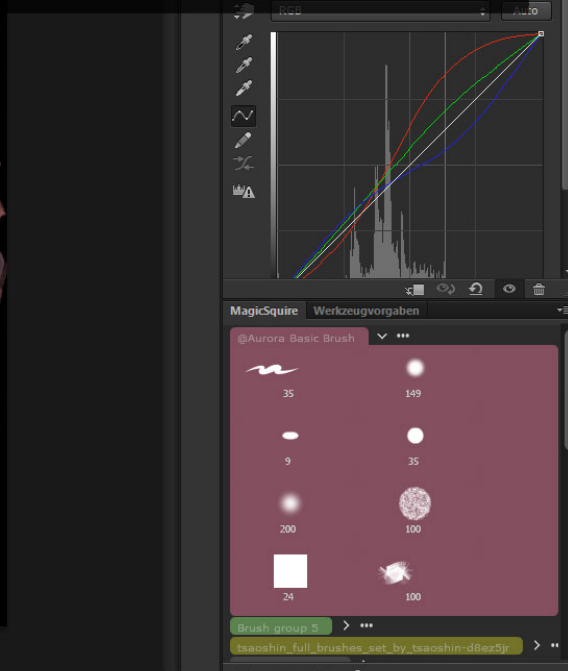 RGB Auto
MagicSquire Werkzeugvorgaben
@Aurora Basic Brush
35 149
9 35
200 100
24 100
Brush group 5
tsaoshin_full_brushes_set_by_tsaoshin-d8ez5jr